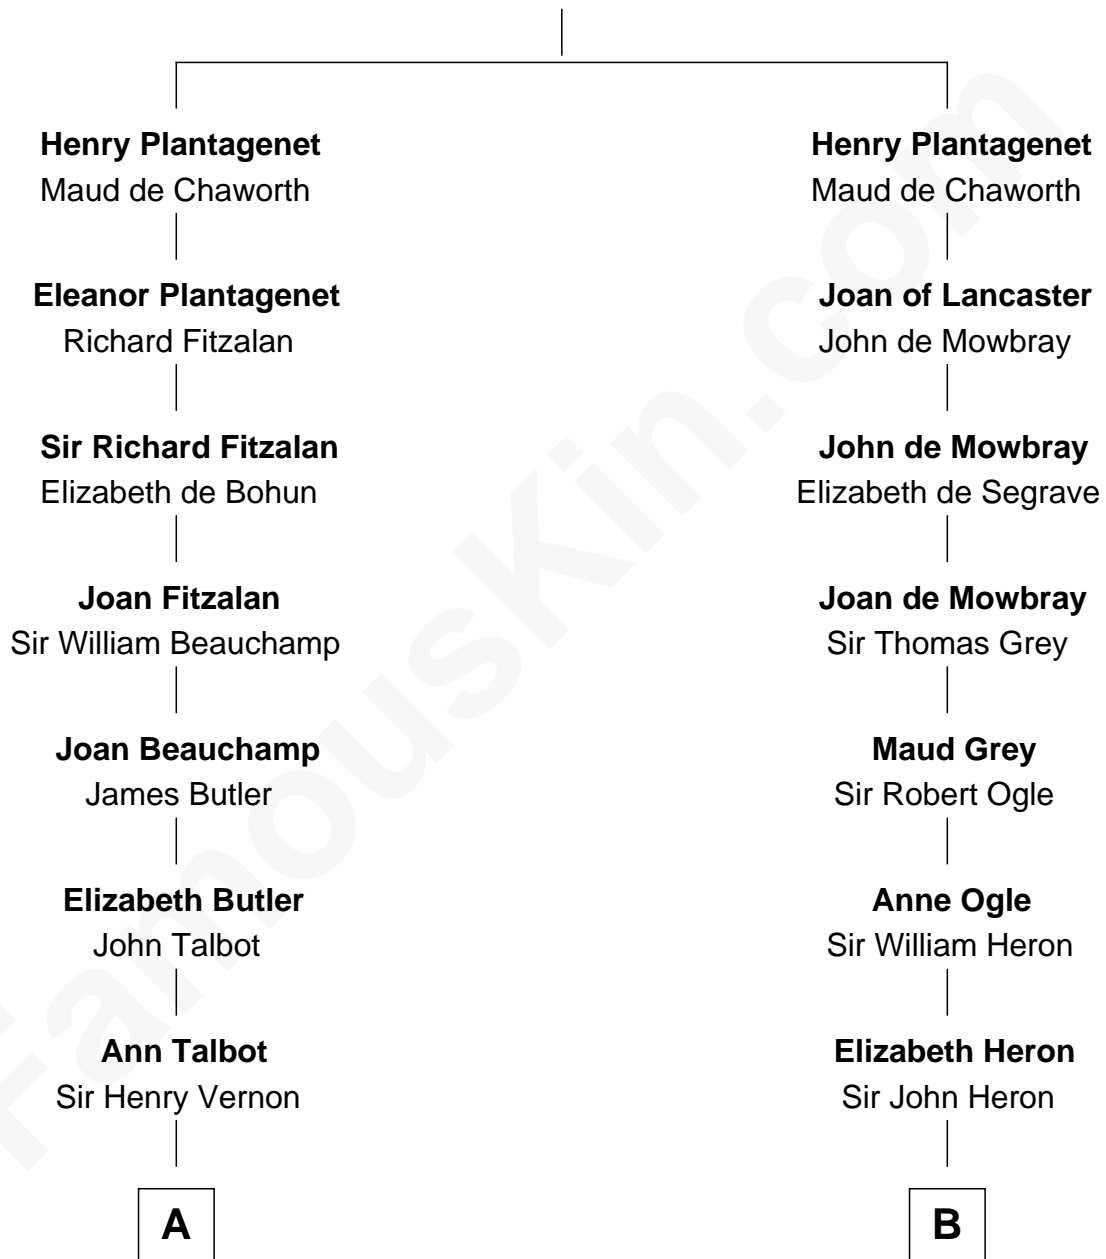 Henry Plantagenet
Maud de Chaworth
Eleanor Plantagenet
Richard Fitzalan
Sir Richard Fitzalan
Elizabeth de Bohun
Joan Fitzalan
Sir William Beauchamp
Joan Beauchamp
James Butler
Elizabeth Butler
John Talbot
Ann Talbot
Sir Henry Vernon
A
Henry Plantagenet
Maud de Chaworth
Joan of Lancaster
John de Mowbray
John de Mowbray
Elizabeth de Segrave
Joan de Mowbray
Sir Thomas Grey
Maud Grey
Sir Robert Ogle
Anne Ogle
Sir William Heron
Elizabeth Heron
Sir John Heron
B
FamousKin.com